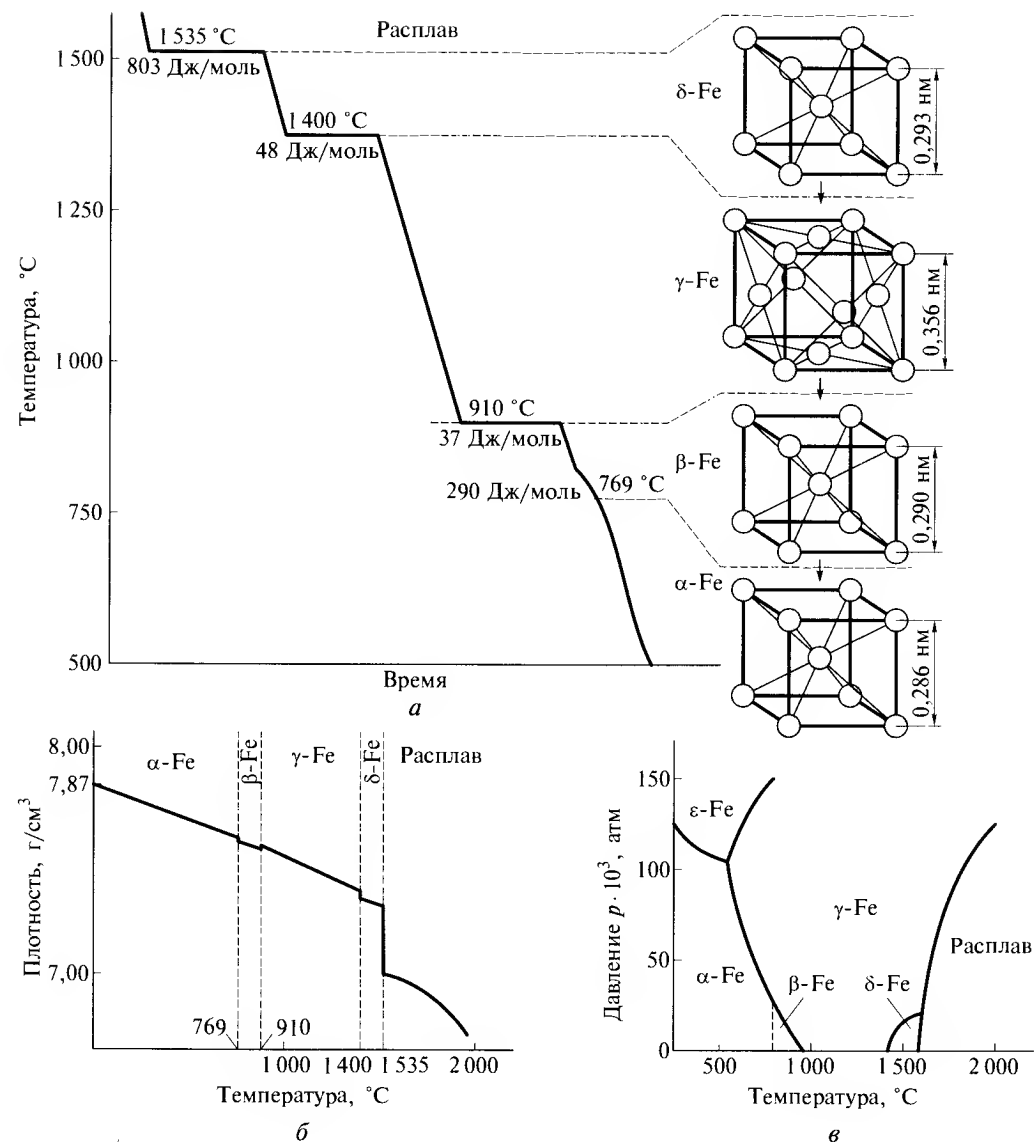 1 535 °C
Расплав
803 Дж/моль
1 400 °C
48 Дж/моль
910 °C
37 Дж/моль
290 Дж/моль
769 °C
1 500
1 250
1 000
750
500
Температура, °C
Время
а
δ-Fe
0,293 нм
γ-Fe
0,356 нм
β-Fe
0,290 нм
α-Fe
0,286 нм
8,00
7,87
7,00
Плотность, г/см³
α-Fe
β-Fe
γ-Fe
δ-Fe
Расплав
769
910
1 000
1 400
1 535
2 000
Температура, °C
б
150
100
50
0
Давление p · 10³, атм
ε-Fe
γ-Fe
α-Fe
β-Fe
δ-Fe
Расплав
500
1 000
1 500
2 000
Температура, °C
в